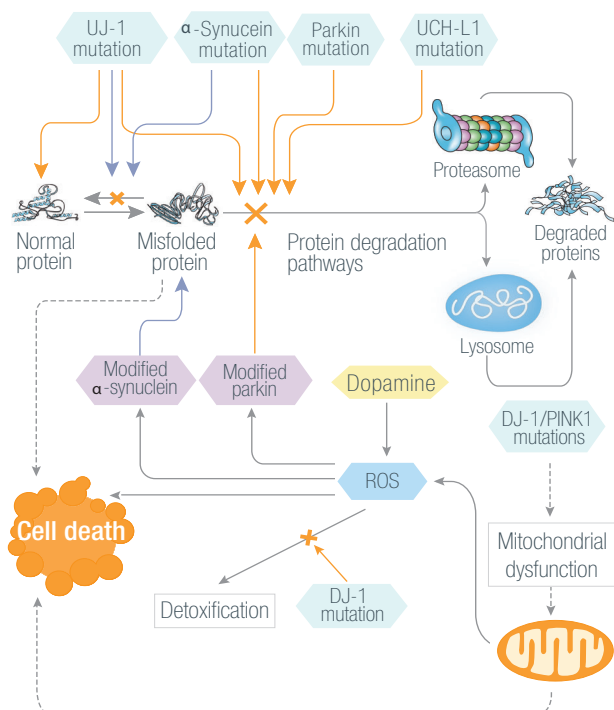 UJ-1
mutation
α-Synucein
mutation
Parkin
mutation
UCH-L1
mutation
Proteasome
Normal
protein
Misfolded
protein
Protein degradation
pathways
Degraded
proteins
Lysosome
Modified
α-synuclein
Modified
parkin
Dopamine
DJ-1/PINK1
mutations
ROS
Cell death
Mitochondrial
dysfunction
Detoxification
DJ-1
mutation